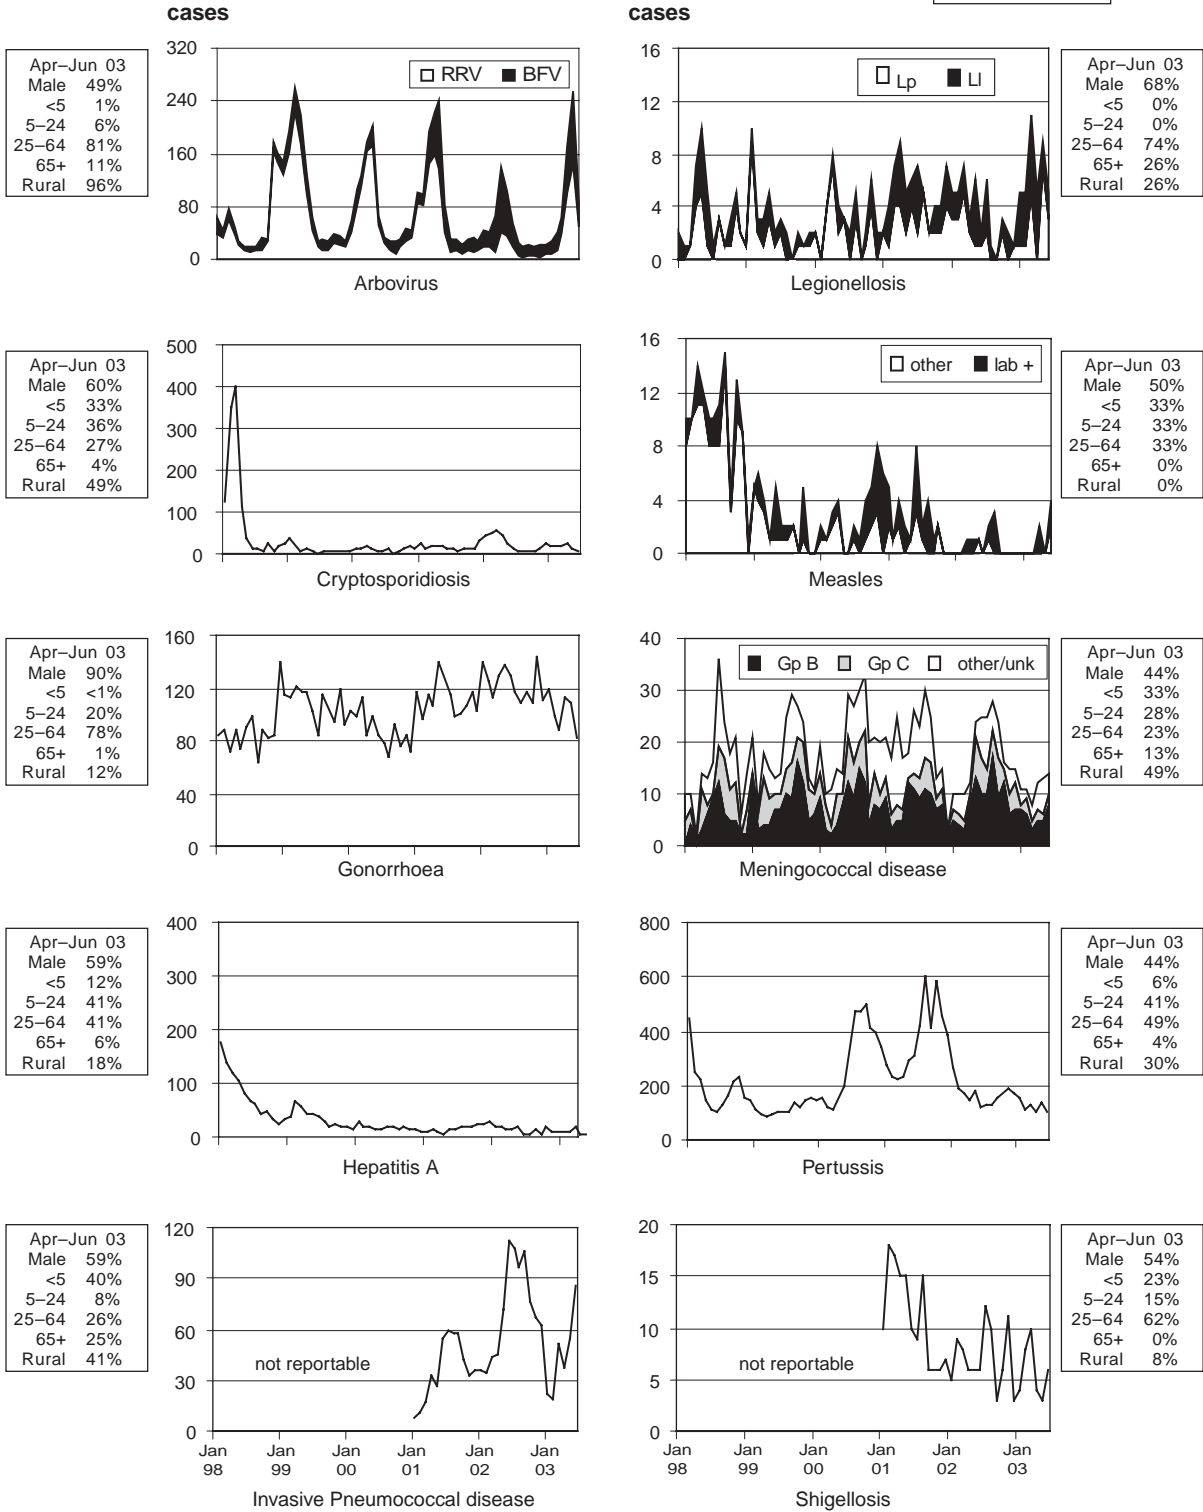 cases
cases
Apr–Jun 03
Male 49%
<5 1%
5–24 6%
25–64 81%
65+ 11%
Rural 96%
320
240
160
80
0
RRV BFV
Arbovirus
16
12
8
4
0
Lp Ll
Legionellosis
Apr–Jun 03
Male 68%
<5 0%
5–24 0%
25–64 74%
65+ 26%
Rural 26%
Apr–Jun 03
Male 60%
<5 33%
5–24 36%
25–64 27%
65+ 4%
Rural 49%
500
400
300
200
100
0
Cryptosporidiosis
16
12
8
4
0
other lab +
Measles
Apr–Jun 03
Male 50%
<5 33%
5–24 33%
25–64 33%
65+ 0%
Rural 0%
Apr–Jun 03
Male 90%
<5 <1%
5–24 20%
25–64 78%
65+ 1%
Rural 12%
160
120
80
40
0
Gonorrhoea
40
30
20
10
0
Gp B Gp C other/unk
Meningococcal disease
Apr–Jun 03
Male 44%
<5 33%
5–24 28%
25–64 23%
65+ 13%
Rural 49%
Apr–Jun 03
Male 59%
<5 12%
5–24 41%
25–64 41%
65+ 6%
Rural 18%
400
300
200
100
0
Hepatitis A
800
600
400
200
0
Pertussis
Apr–Jun 03
Male 44%
<5 6%
5–24 41%
25–64 49%
65+ 4%
Rural 30%
Apr–Jun 03
Male 59%
<5 40%
5–24 8%
25–64 26%
65+ 25%
Rural 41%
120
90
60
30
0
not reportable
Jan Jan Jan Jan Jan Jan
98 99 00 01 02 03
Invasive Pneumococcal disease
20
15
10
5
0
not reportable
Jan Jan Jan Jan Jan Jan
98 99 00 01 02 03
Shigellosis
Apr–Jun 03
Male 54%
<5 23%
5–24 15%
25–64 62%
65+ 0%
Rural 8%